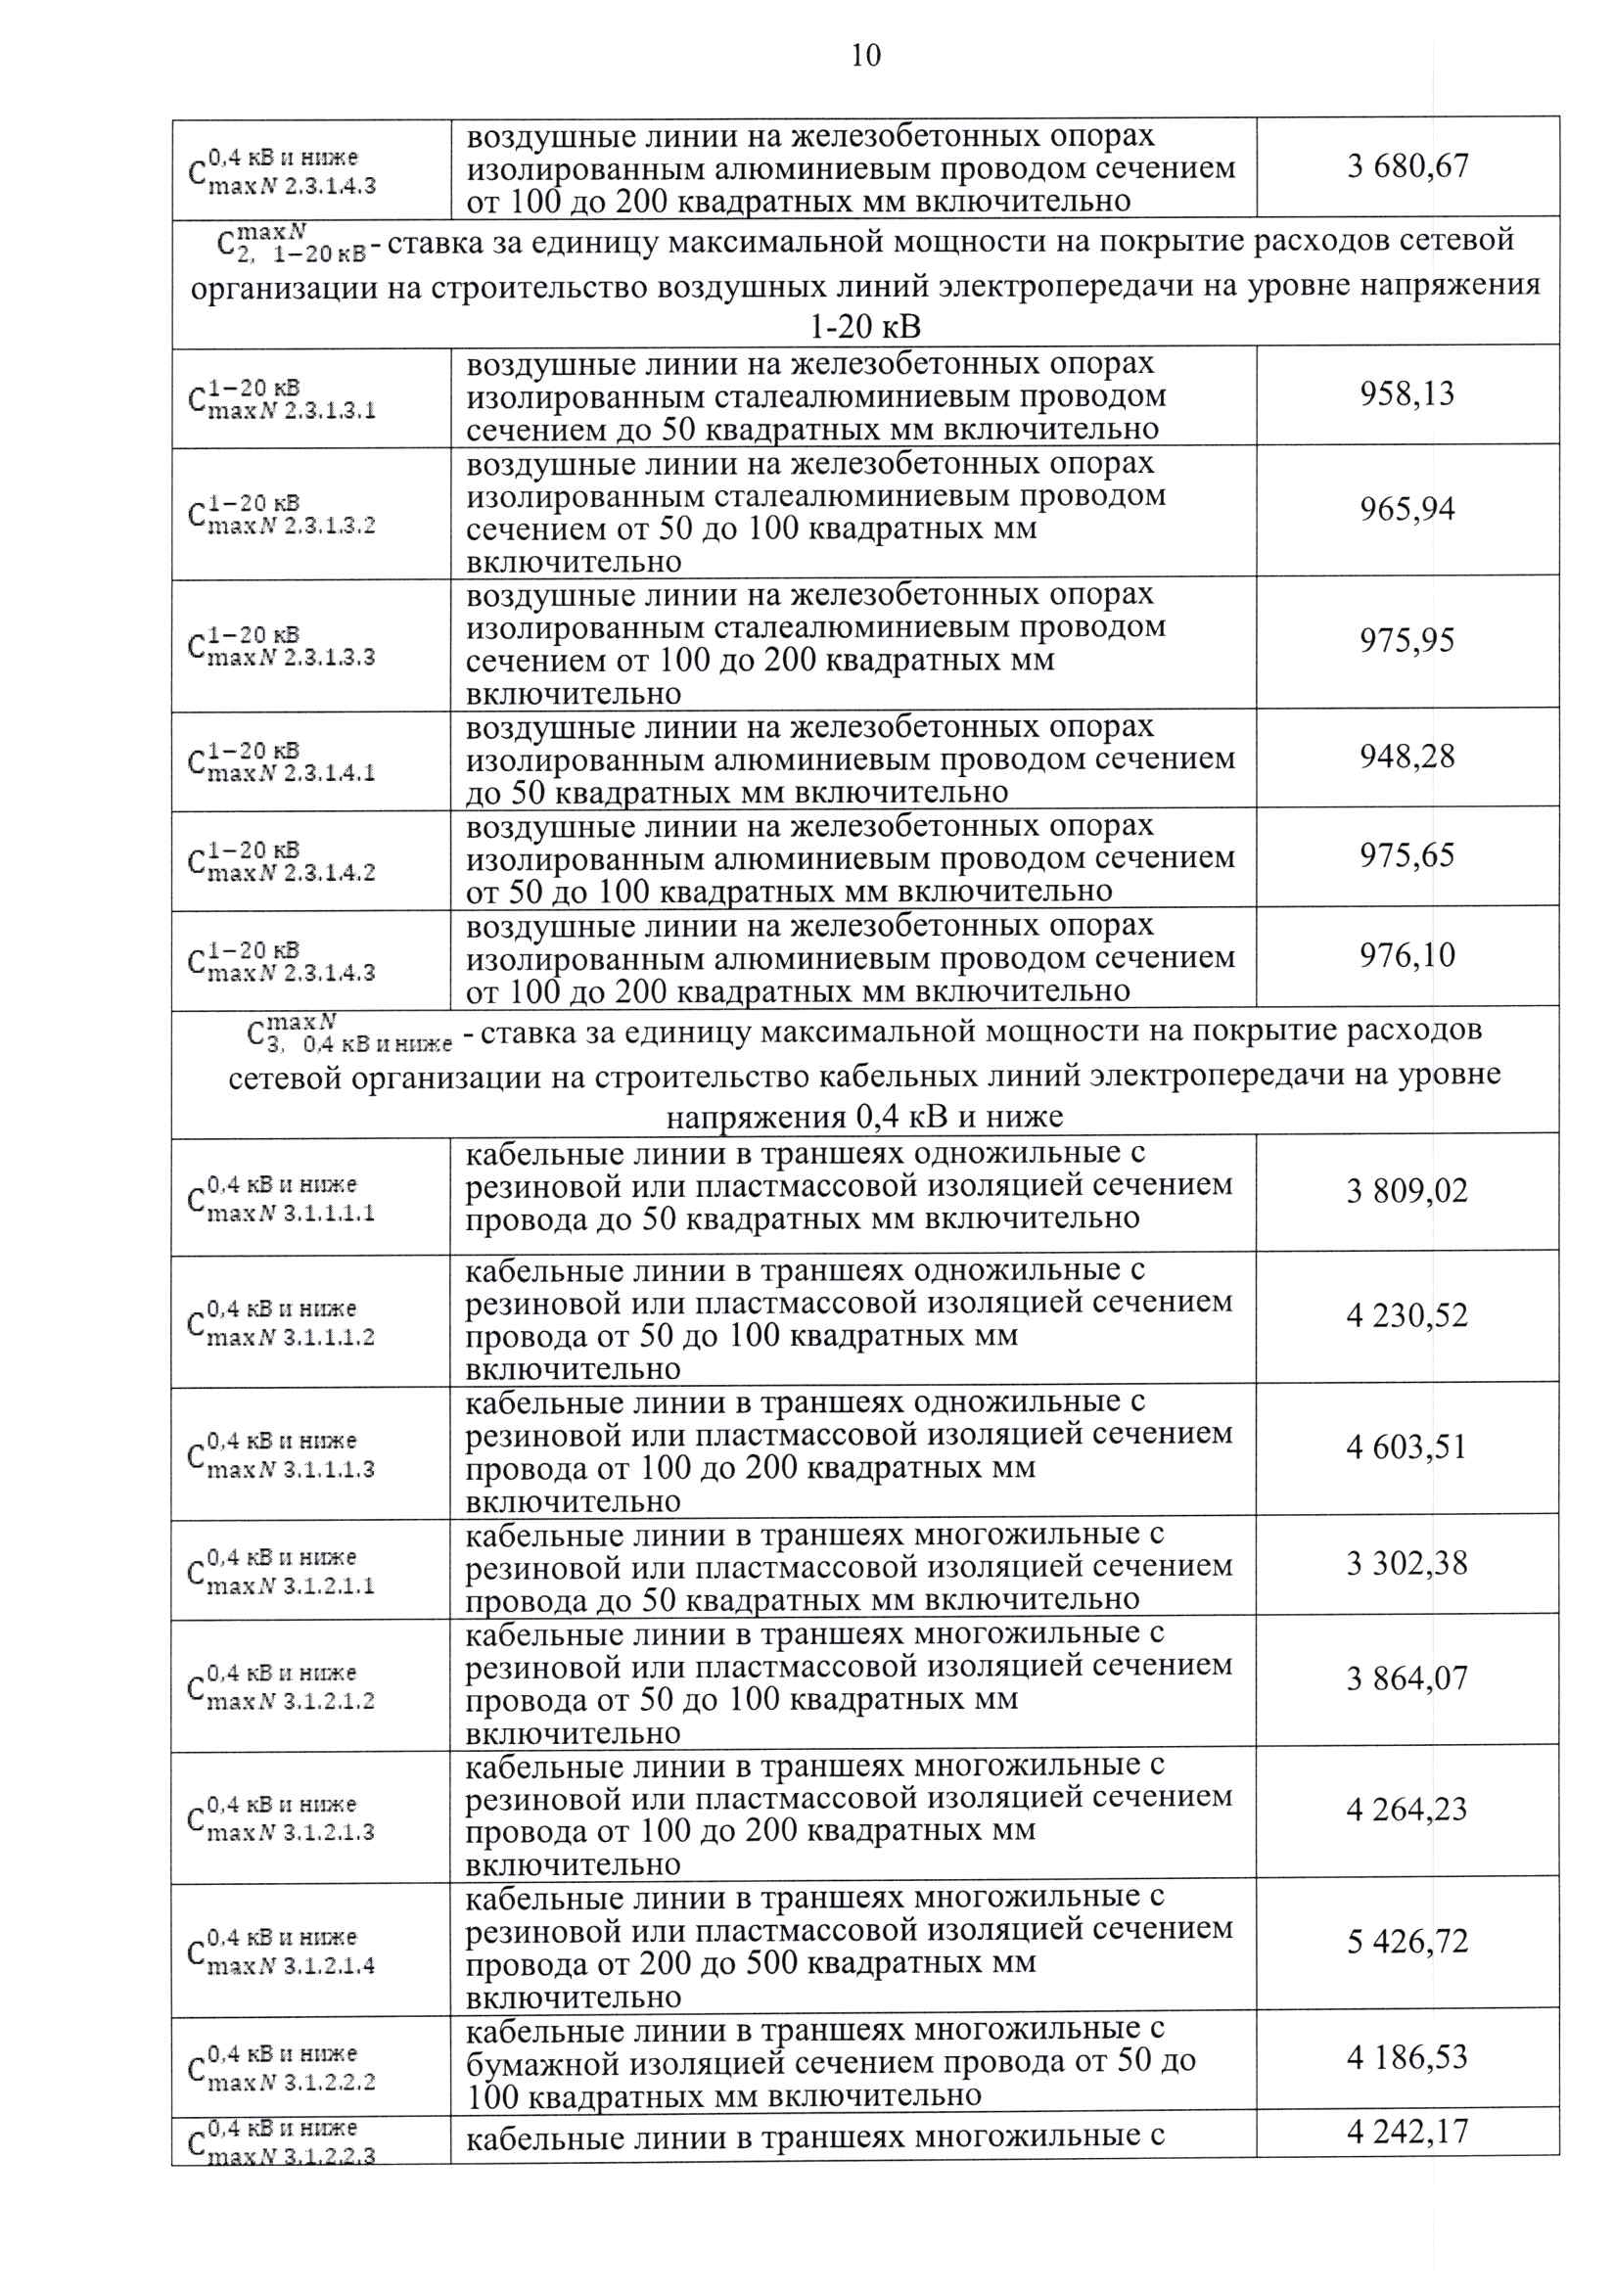 10
C 0,4 кВ и ниже maxN 2.3.1.4.3
воздушные линии на железобетонных опорах
изолированным алюминиевым проводом сечением
от 100 до 200 квадратных мм включительно
3 680,67
C maxN 2, 1−20 кВ - ставка за единицу максимальной мощности на покрытие расходов сетевой
организации на строительство воздушных линий электропередачи на уровне напряжения
1-20 кВ
C 1−20 кВ maxN 2.3.1.3.1
воздушные линии на железобетонных опорах
изолированным сталеалюминиевым проводом
сечением до 50 квадратных мм включительно
958,13
C 1−20 кВ maxN 2.3.1.3.2
воздушные линии на железобетонных опорах
изолированным сталеалюминиевым проводом
сечением от 50 до 100 квадратных мм
включительно
965,94
C 1−20 кВ maxN 2.3.1.3.3
воздушные линии на железобетонных опорах
изолированным сталеалюминиевым проводом
сечением от 100 до 200 квадратных мм
включительно
975,95
C 1−20 кВ maxN 2.3.1.4.1
воздушные линии на железобетонных опорах
изолированным алюминиевым проводом сечением
до 50 квадратных мм включительно
948,28
C 1−20 кВ maxN 2.3.1.4.2
воздушные линии на железобетонных опорах
изолированным алюминиевым проводом сечением
от 50 до 100 квадратных мм включительно
975,65
C 1−20 кВ maxN 2.3.1.4.3
воздушные линии на железобетонных опорах
изолированным алюминиевым проводом сечением
от 100 до 200 квадратных мм включительно
976,10
C maxN 3, 0,4 кВ и ниже - ставка за единицу максимальной мощности на покрытие расходов
сетевой организации на строительство кабельных линий электропередачи на уровне
напряжения 0,4 кВ и ниже
C 0,4 кВ и ниже maxN 3.1.1.1.1
кабельные линии в траншеях одножильные с
резиновой или пластмассовой изоляцией сечением
провода до 50 квадратных мм включительно
3 809,02
C 0,4 кВ и ниже maxN 3.1.1.1.2
кабельные линии в траншеях одножильные с
резиновой или пластмассовой изоляцией сечением
провода от 50 до 100 квадратных мм
включительно
4 230,52
C 0,4 кВ и ниже maxN 3.1.1.1.3
кабельные линии в траншеях одножильные с
резиновой или пластмассовой изоляцией сечением
провода от 100 до 200 квадратных мм
включительно
4 603,51
C 0,4 кВ и ниже maxN 3.1.2.1.1
кабельные линии в траншеях многожильные с
резиновой или пластмассовой изоляцией сечением
провода до 50 квадратных мм включительно
3 302,38
C 0,4 кВ и ниже maxN 3.1.2.1.2
кабельные линии в траншеях многожильные с
резиновой или пластмассовой изоляцией сечением
провода от 50 до 100 квадратных мм
включительно
3 864,07
C 0,4 кВ и ниже maxN 3.1.2.1.3
кабельные линии в траншеях многожильные с
резиновой или пластмассовой изоляцией сечением
провода от 100 до 200 квадратных мм
включительно
4 264,23
C 0,4 кВ и ниже maxN 3.1.2.1.4
кабельные линии в траншеях многожильные с
резиновой или пластмассовой изоляцией сечением
провода от 200 до 500 квадратных мм
включительно
5 426,72
C 0,4 кВ и ниже maxN 3.1.2.2.2
кабельные линии в траншеях многожильные с
бумажной изоляцией сечением провода от 50 до
100 квадратных мм включительно
4 186,53
C 0,4 кВ и ниже maxN 3.1.2.2.3
кабельные линии в траншеях многожильные с
4 242,17